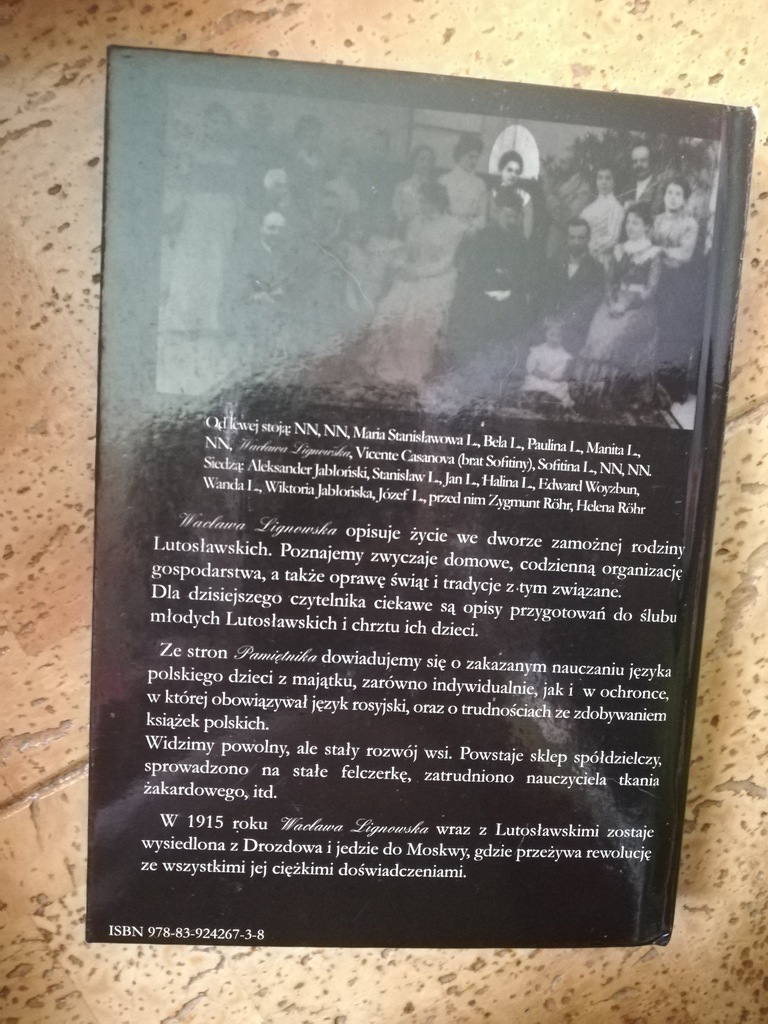 Od lewej stoją: NN, NN, Maria Stanisławowa L., Bela L., Paulina L., Manita L.,
NN, Wacława Lignowska, Vicente Casanova (brat Sofitiny), Sofitina L., NN, NN.
Siedzą: Aleksander Jabłoński, Stanisław L., Jan L., Halina L., Edward Woyzbun,
Wanda L., Wiktoria Jabłońska, Józef L., przed nim Zygmunt Röhr, Helena Röhr
Wacława Lignowska opisuje życie we dworze zamożnej rodziny
Lutosławskich. Poznajemy zwyczaje domowe, codzienną organizację
gospodarstwa, a także oprawę świąt i tradycje z tym związane.
Dla dzisiejszego czytelnika ciekawe są opisy przygotowań do ślubu
młodych Lutosławskich i chrztu ich dzieci.
Ze stron Pamiętnika dowiadujemy się o zakazanym nauczaniu języka
polskiego dzieci z majątku, zarówno indywidualnie, jak i w ochronce,
w której obowiązywał język rosyjski, oraz o trudnościach ze zdobywaniem
książek polskich.
Widzimy powolny, ale stały rozwój wsi. Powstaje sklep spółdzielczy,
sprowadzono na stałe felczerkę, zatrudniono nauczyciela tkania
żakardowego, itd.
W 1915 roku Wacława Lignowska wraz z Lutosławskimi zostaje
wysiedlona z Drozdowa i jedzie do Moskwy, gdzie przeżywa rewolucję
ze wszystkimi jej ciężkimi doświadczeniami.
ISBN 978-83-924267-3-8